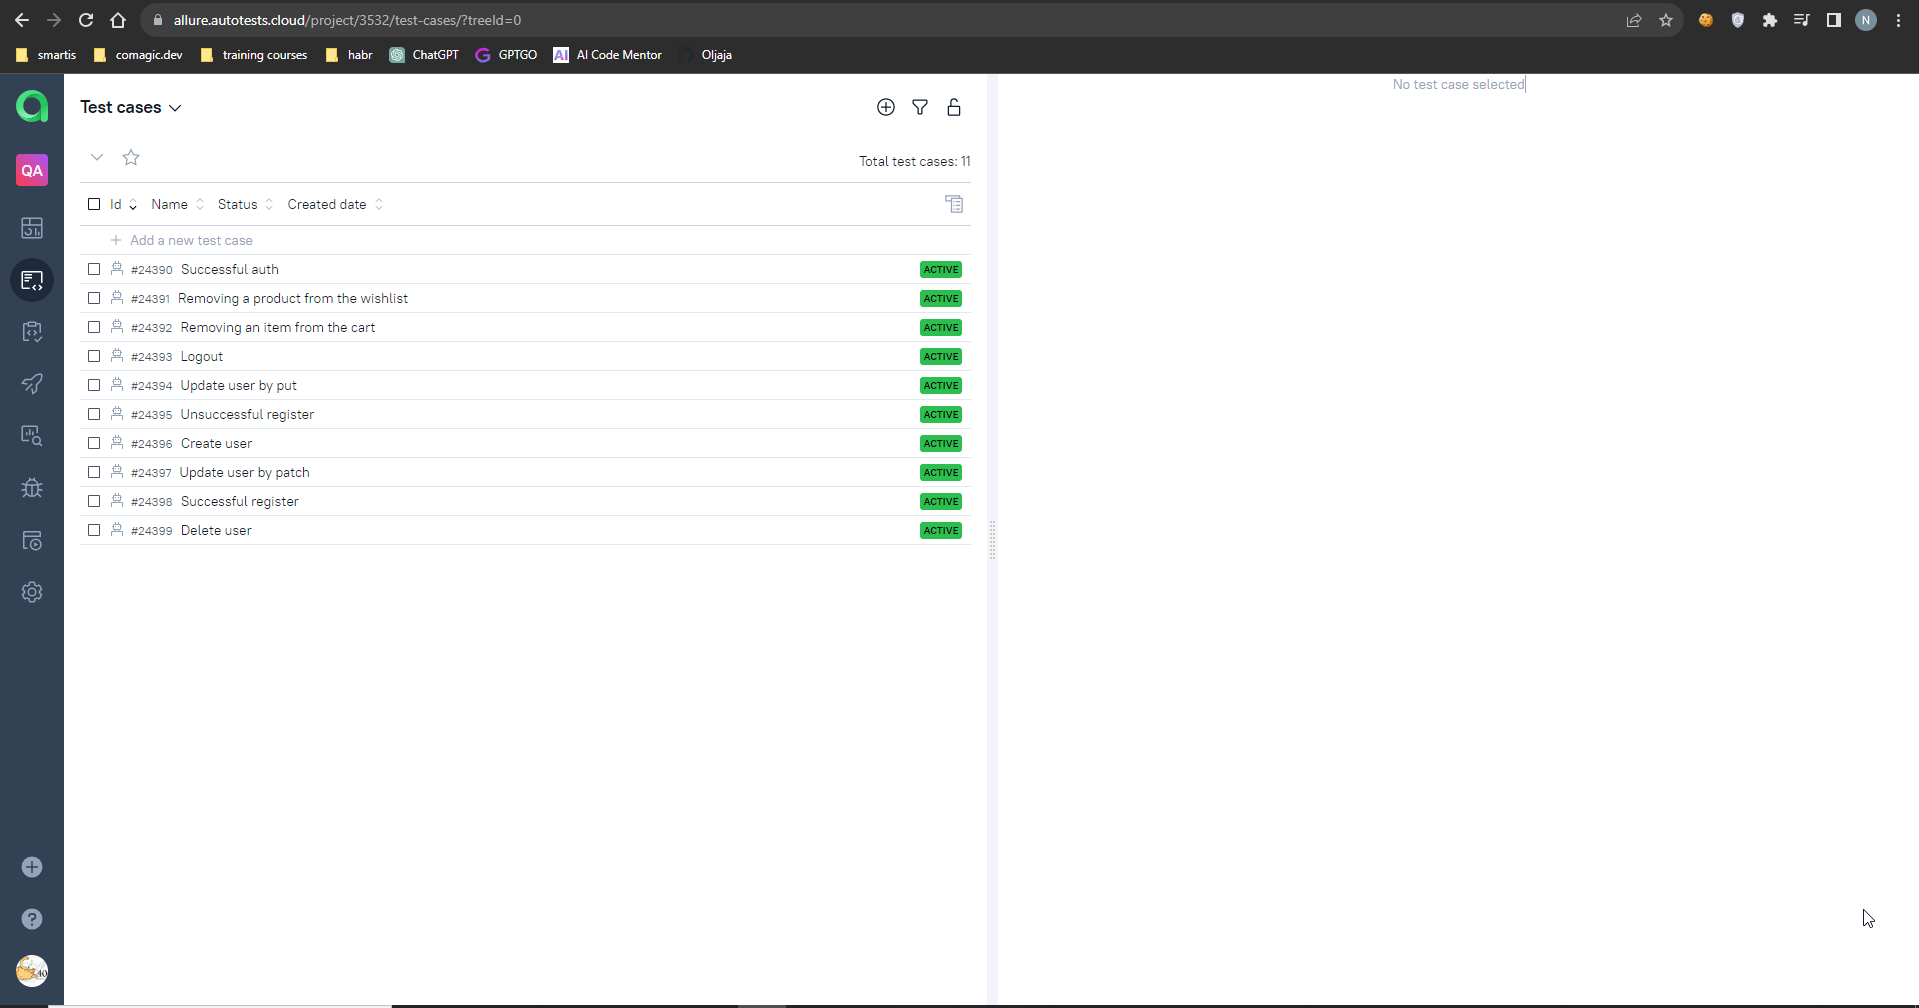 allure.autotests.cloud/project/3532/test-cases/?treeId=0
N
smartis comagic.dev training courses habr ChatGPT GPTGO AI AI Code Mentor Oljaja
No test case selected
Test cases
QA
Total test cases: 11
Id Name Status Created date
Add a new test case
#24390 Successful auth ACTIVE
#24391 Removing a product from the wishlist ACTIVE
#24392 Removing an item from the cart ACTIVE
#24393 Logout ACTIVE
#24394 Update user by put ACTIVE
#24395 Unsuccessful register ACTIVE
#24396 Create user ACTIVE
#24397 Update user by patch ACTIVE
#24398 Successful register ACTIVE
#24399 Delete user ACTIVE
40